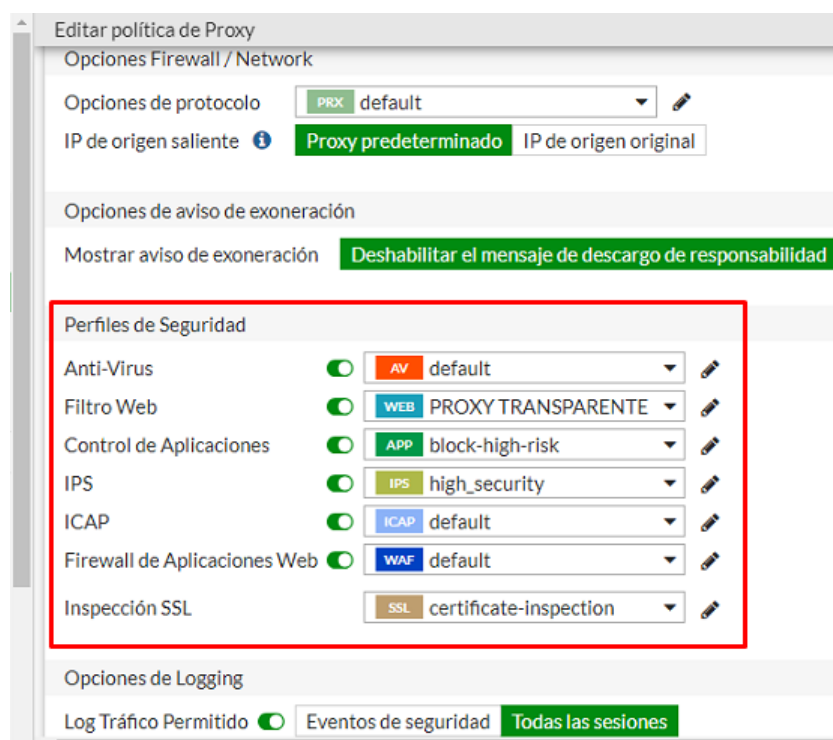 Editar política de Proxy
Opciones Firewall / Network
Opciones de protocolo PRX default
IP de origen saliente i Proxy predeterminado IP de origen original
Opciones de aviso de exoneración
Mostrar aviso de exoneración Deshabilitar el mensaje de descargo de responsabilidad
Perfiles de Seguridad
Anti-Virus AV default
Filtro Web WEB PROXY TRANSPARENTE
Control de Aplicaciones APP block-high-risk
IPS IPS high_security
ICAP ICAP default
Firewall de Aplicaciones Web WAF default
Inspección SSL SSL certificate-inspection
Opciones de Logging
Log Tráfico Permitido Eventos de seguridad Todas las sesiones